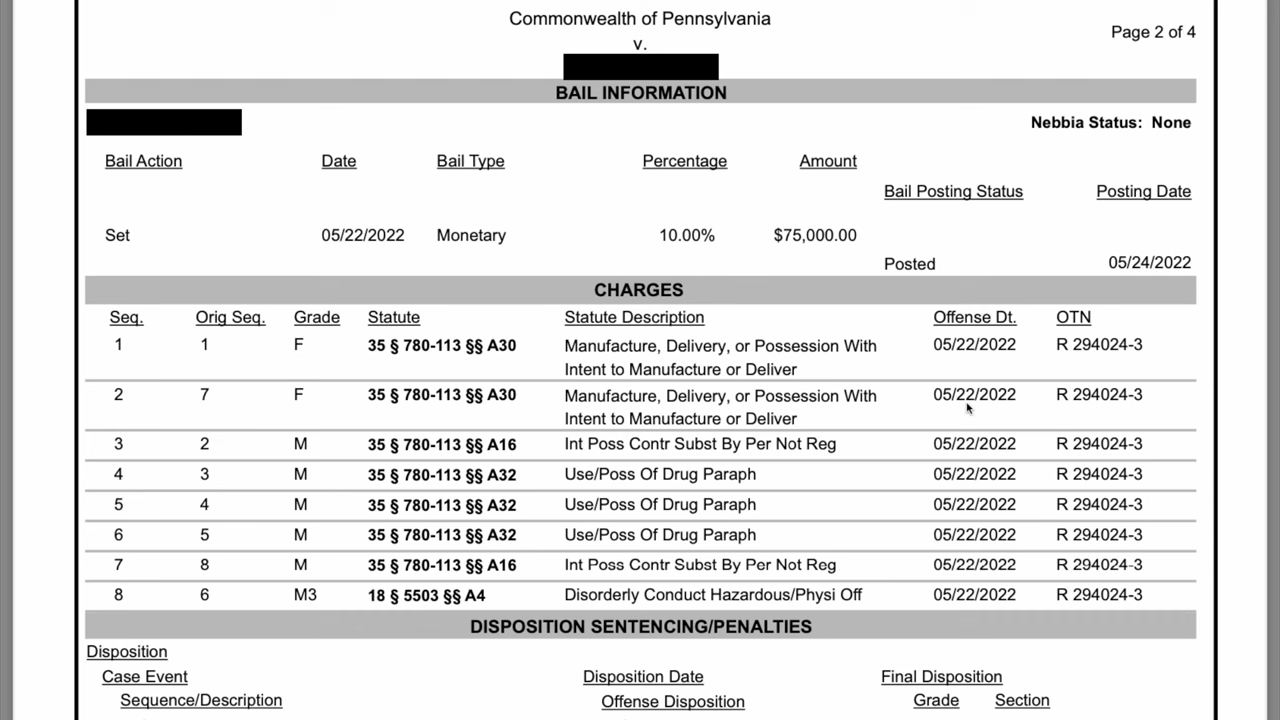 Commonwealth of Pennsylvania
Page 2 of 4
v.
BAIL INFORMATION
Nebbia Status: None
Bail Action Date Bail Type Percentage Amount
Bail Posting Status Posting Date
Set 05/22/2022 Monetary 10.00% $75,000.00
Posted 05/24/2022
CHARGES
Seq. Orig Seq. Grade Statute Statute Description Offense Dt. OTN
1 1 F 35 § 780-113 §§ A30 Manufacture, Delivery, or Possession With 05/22/2022 R 294024-3
Intent to Manufacture or Deliver
2 7 F 35 § 780-113 §§ A30 Manufacture, Delivery, or Possession With 05/22/2022 R 294024-3
Intent to Manufacture or Deliver
3 2 M 35 § 780-113 §§ A16 Int Poss Contr Subst By Per Not Reg 05/22/2022 R 294024-3
4 3 M 35 § 780-113 §§ A32 Use/Poss Of Drug Paraph 05/22/2022 R 294024-3
5 4 M 35 § 780-113 §§ A32 Use/Poss Of Drug Paraph 05/22/2022 R 294024-3
6 5 M 35 § 780-113 §§ A32 Use/Poss Of Drug Paraph 05/22/2022 R 294024-3
7 8 M 35 § 780-113 §§ A16 Int Poss Contr Subst By Per Not Reg 05/22/2022 R 294024-3
8 6 M3 18 § 5503 §§ A4 Disorderly Conduct Hazardous/Physi Off 05/22/2022 R 294024-3
DISPOSITION SENTENCING/PENALTIES
Disposition
Case Event Disposition Date Final Disposition
Sequence/Description Offense Disposition Grade Section